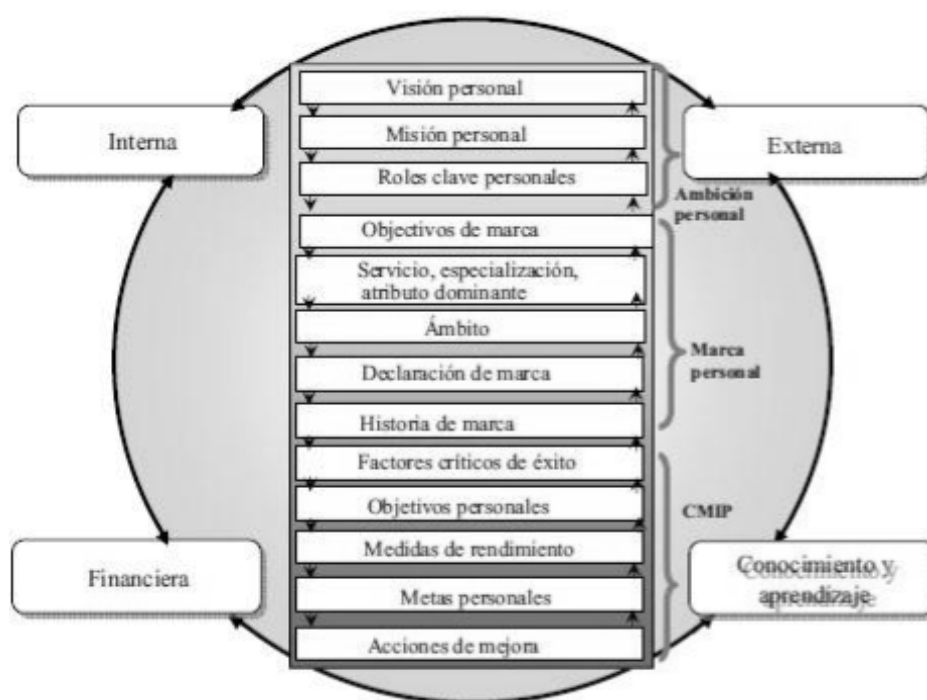 Visión personal
Interna
Misión personal
Externa
Roles clave personales
Ambición
personal
Objectivos de marca
Servicio, especialización,
atributo dominante
Ámbito
Marca
personal
Declaración de marca
Historia de marca
Factores críticos de éxito
Objetivos personales
CMIP
Medidas de rendimiento
Financiera
Conocimiento y
aprendizaje
Metas personales
Acciones de mejora